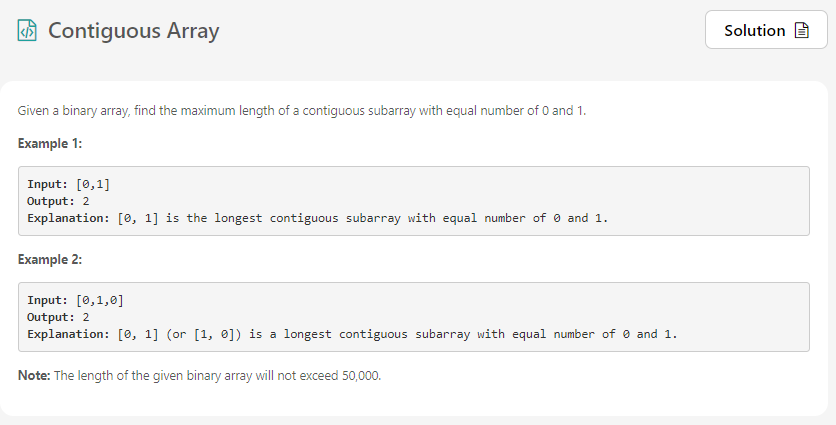 Contiguous Array
Solution
Given a binary array, find the maximum length of a contiguous subarray with equal number of 0 and 1.
Example 1:
Input: [0,1]
Output: 2
Explanation: [0, 1] is the longest contiguous subarray with equal number of 0 and 1.
Example 2:
Input: [0,1,0]
Output: 2
Explanation: [0, 1] (or [1, 0]) is a longest contiguous subarray with equal number of 0 and 1.
Note: The length of the given binary array will not exceed 50,000.